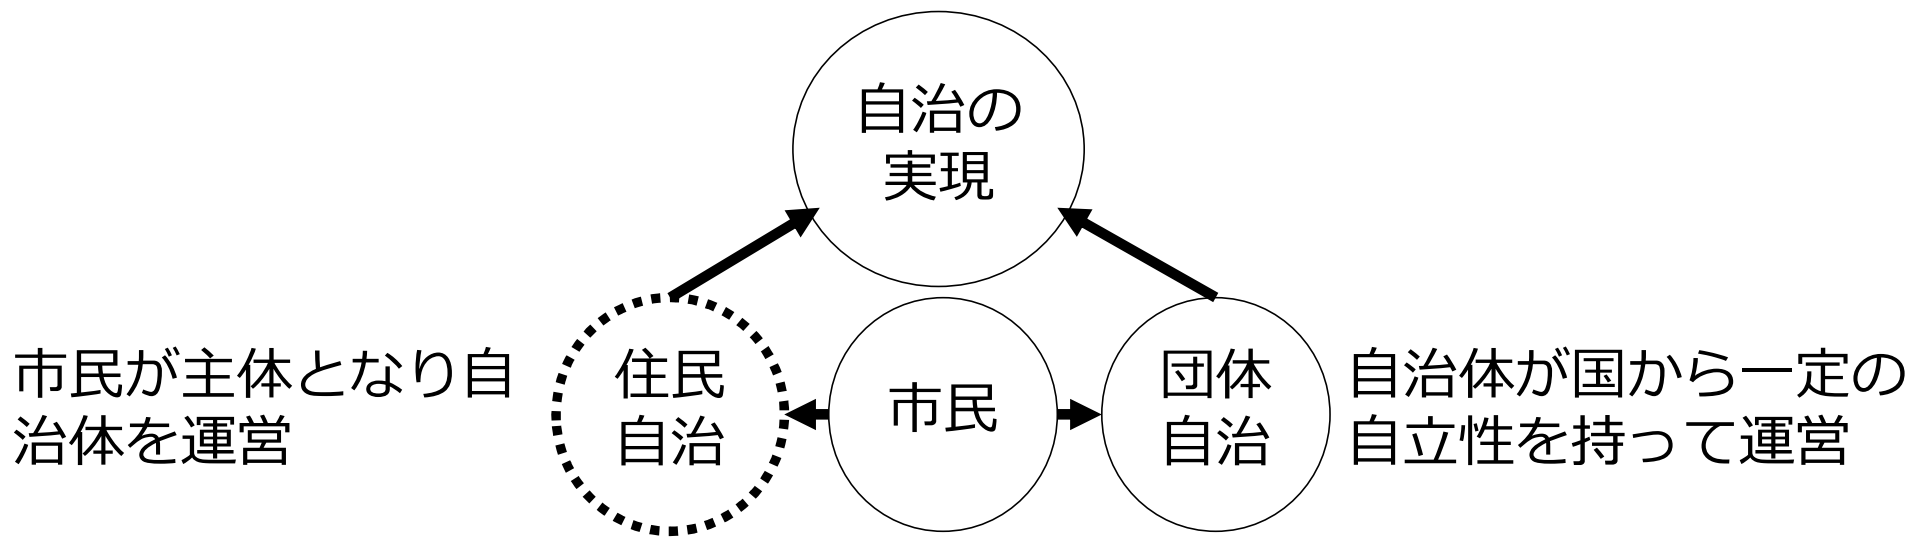 自治の
実現
市民が主体となり自
治体を運営
住民
自治
市民
団体
自治
自治体が国から一定の
自立性を持って運営